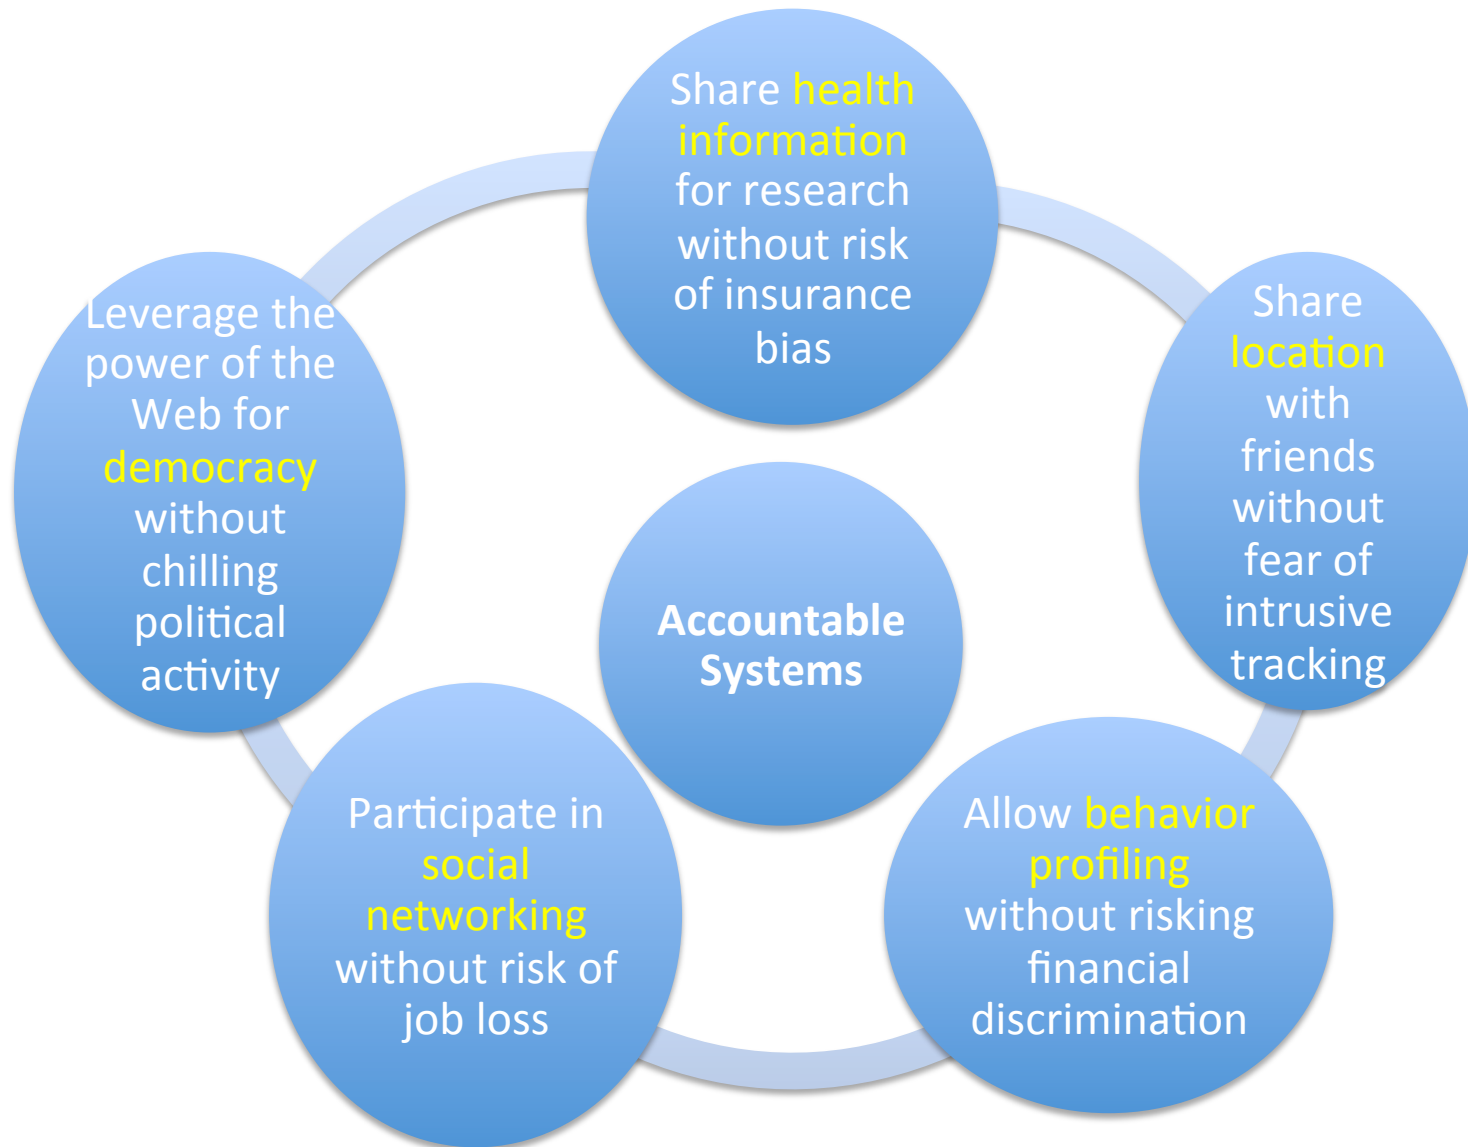 Share health
information
for research
without risk
of insurance
bias
Share
location
with
friends
without
fear of
intrusive
tracking
Allow behavior
profiling
without risking
financial
discrimination
Participate in
social
networking
without risk of
job loss
Leverage the
power of the
Web for
democracy
without
chilling
political
activity
Accountable
Systems